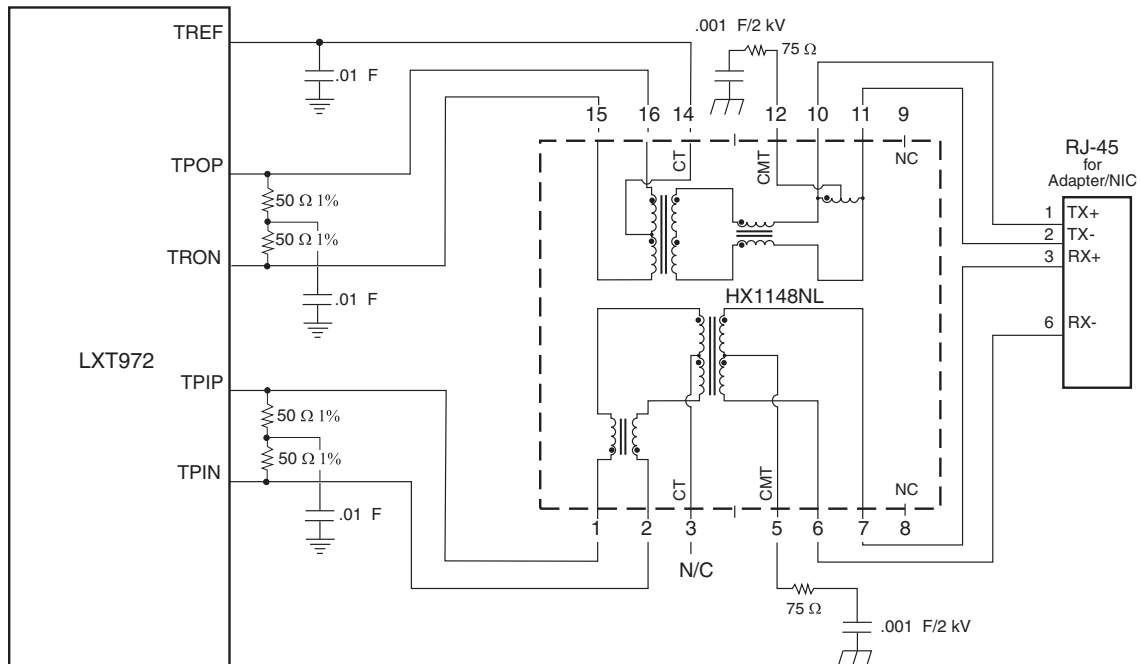 TREF
.001 F/2 kV
75 Ω
.01 F
15 16 14 12 10 11 9
CT
CMT
NC
RJ-45
for
Adapter/NIC
TPOP
50 Ω 1%
50 Ω 1%
TRON
.01 F
1 TX+
2 TX-
3 RX+
6 RX-
HX1148NL
LXT972
TPIP
50 Ω 1%
50 Ω 1%
TPIN
.01 F
CT
CMT
NC
1 2 3 5 6 7 8
N/C
75 Ω
.001 F/2 kV